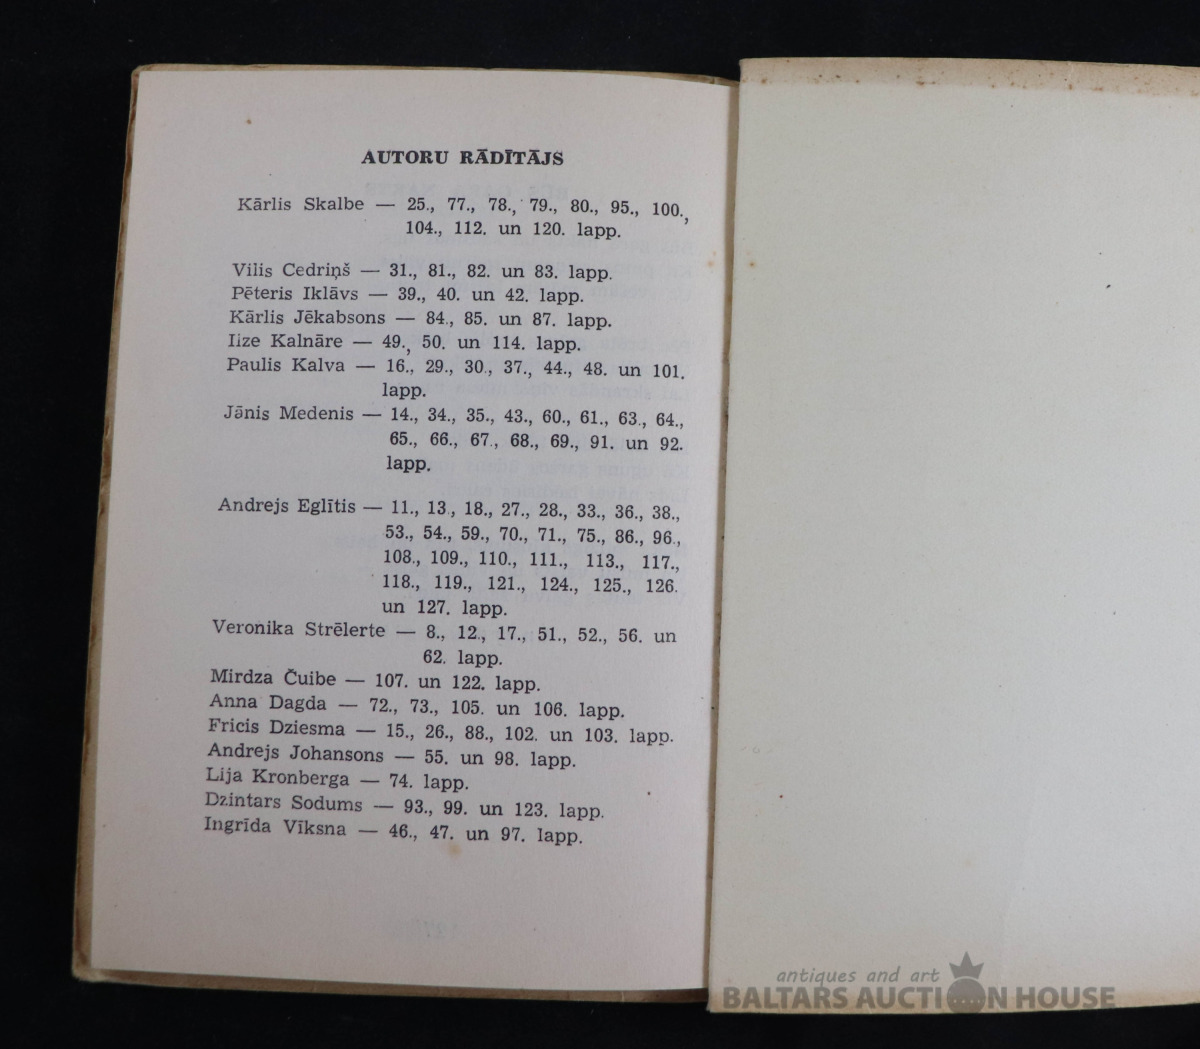 AUTORU RĀDĪTĀJS
Kārlis Skalbe — 25., 77., 78., 79., 80., 95., 100.,
104., 112. un 120. lapp.
Vilis Cedriņš — 31., 81., 82. un 83. lapp.
Pēteris Iklāvs — 39., 40. un 42. lapp.
Kārlis Jēkabsons — 84., 85. un 87. lapp.
Ilze Kalnāre — 49., 50. un 114. lapp.
Paulis Kalva — 16., 29., 30., 37., 44., 48. un 101.
lapp.
Jānis Medenis — 14., 34., 35., 43., 60., 61., 63., 64.,
65., 66., 67., 68., 69., 91. un 92.
lapp.
Andrejs Eglītis — 11., 13., 18., 27., 28., 33., 36., 38.,
53., 54., 59., 70., 71., 75., 86., 96.,
108., 109., 110., 111., 113., 117.,
118., 119., 121., 124., 125., 126.
un 127. lapp.
Veronika Strēlerte — 8., 12., 17., 51., 52., 56. un
62. lapp.
Mirdza Čuibe — 107. un 122. lapp.
Anna Dagda — 72., 73., 105. un 106. lapp.
Fricis Dziesma — 15., 26., 88., 102. un 103. lapp.
Andrejs Johansons — 55. un 98. lapp.
Lija Kronberga — 74. lapp.
Dzintars Sodums — 93., 99. un 123. lapp.
Ingrīda Vīksna — 46., 47. un 97. lapp.
antiques and art
BALTARS AUCTION HOUSE